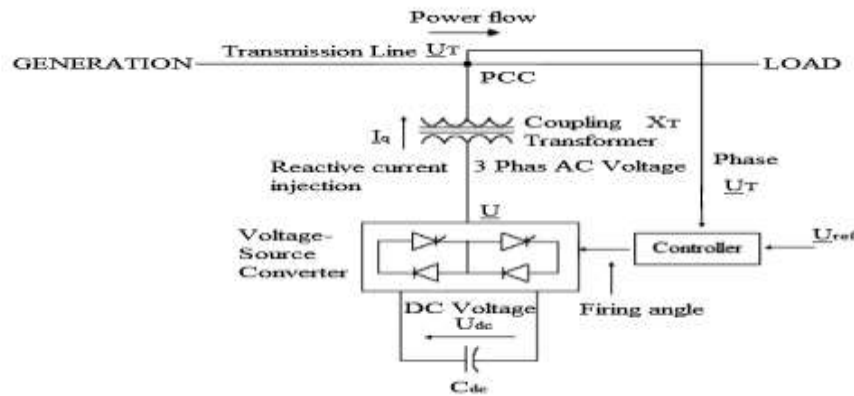 Power flow
Transmission Line UT
GENERATION
LOAD
PCC
Iq
Coupling XT
Transformer
Reactive current
injection
3 Phas AC Voltage
Phase
UT
U
Voltage-
Source
Converter
Controller
Uref
DC Voltage
Firing angle
Udc
Cdc